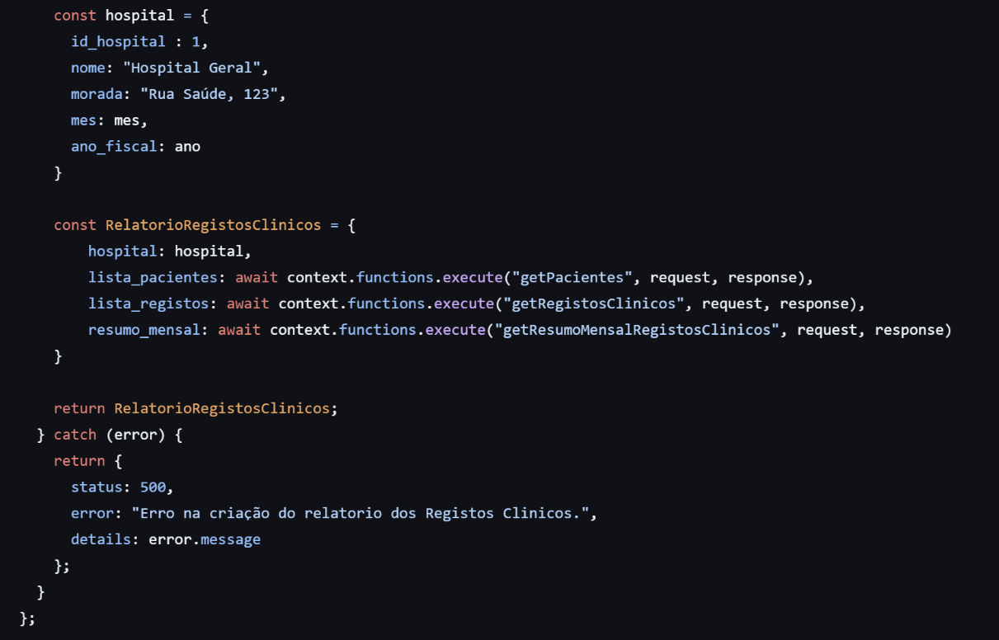 const hospital = {
id_hospital : 1,
nome: "Hospital Geral",
morada: "Rua Saúde, 123",
mes: mes,
ano_fiscal: ano
}
const RelatorioRegistosClinicos = {
hospital: hospital,
lista_pacientes: await context.functions.execute("getPacientes", request, response),
lista_registos: await context.functions.execute("getRegistosClinicos", request, response),
resumo_mensal: await context.functions.execute("getResumoMensalRegistosClinicos", request, response)
}
return RelatorioRegistosClinicos;
} catch (error) {
return {
status: 500,
error: "Erro na criação do relatorio dos Registos Clinicos.",
details: error.message
};
}
};